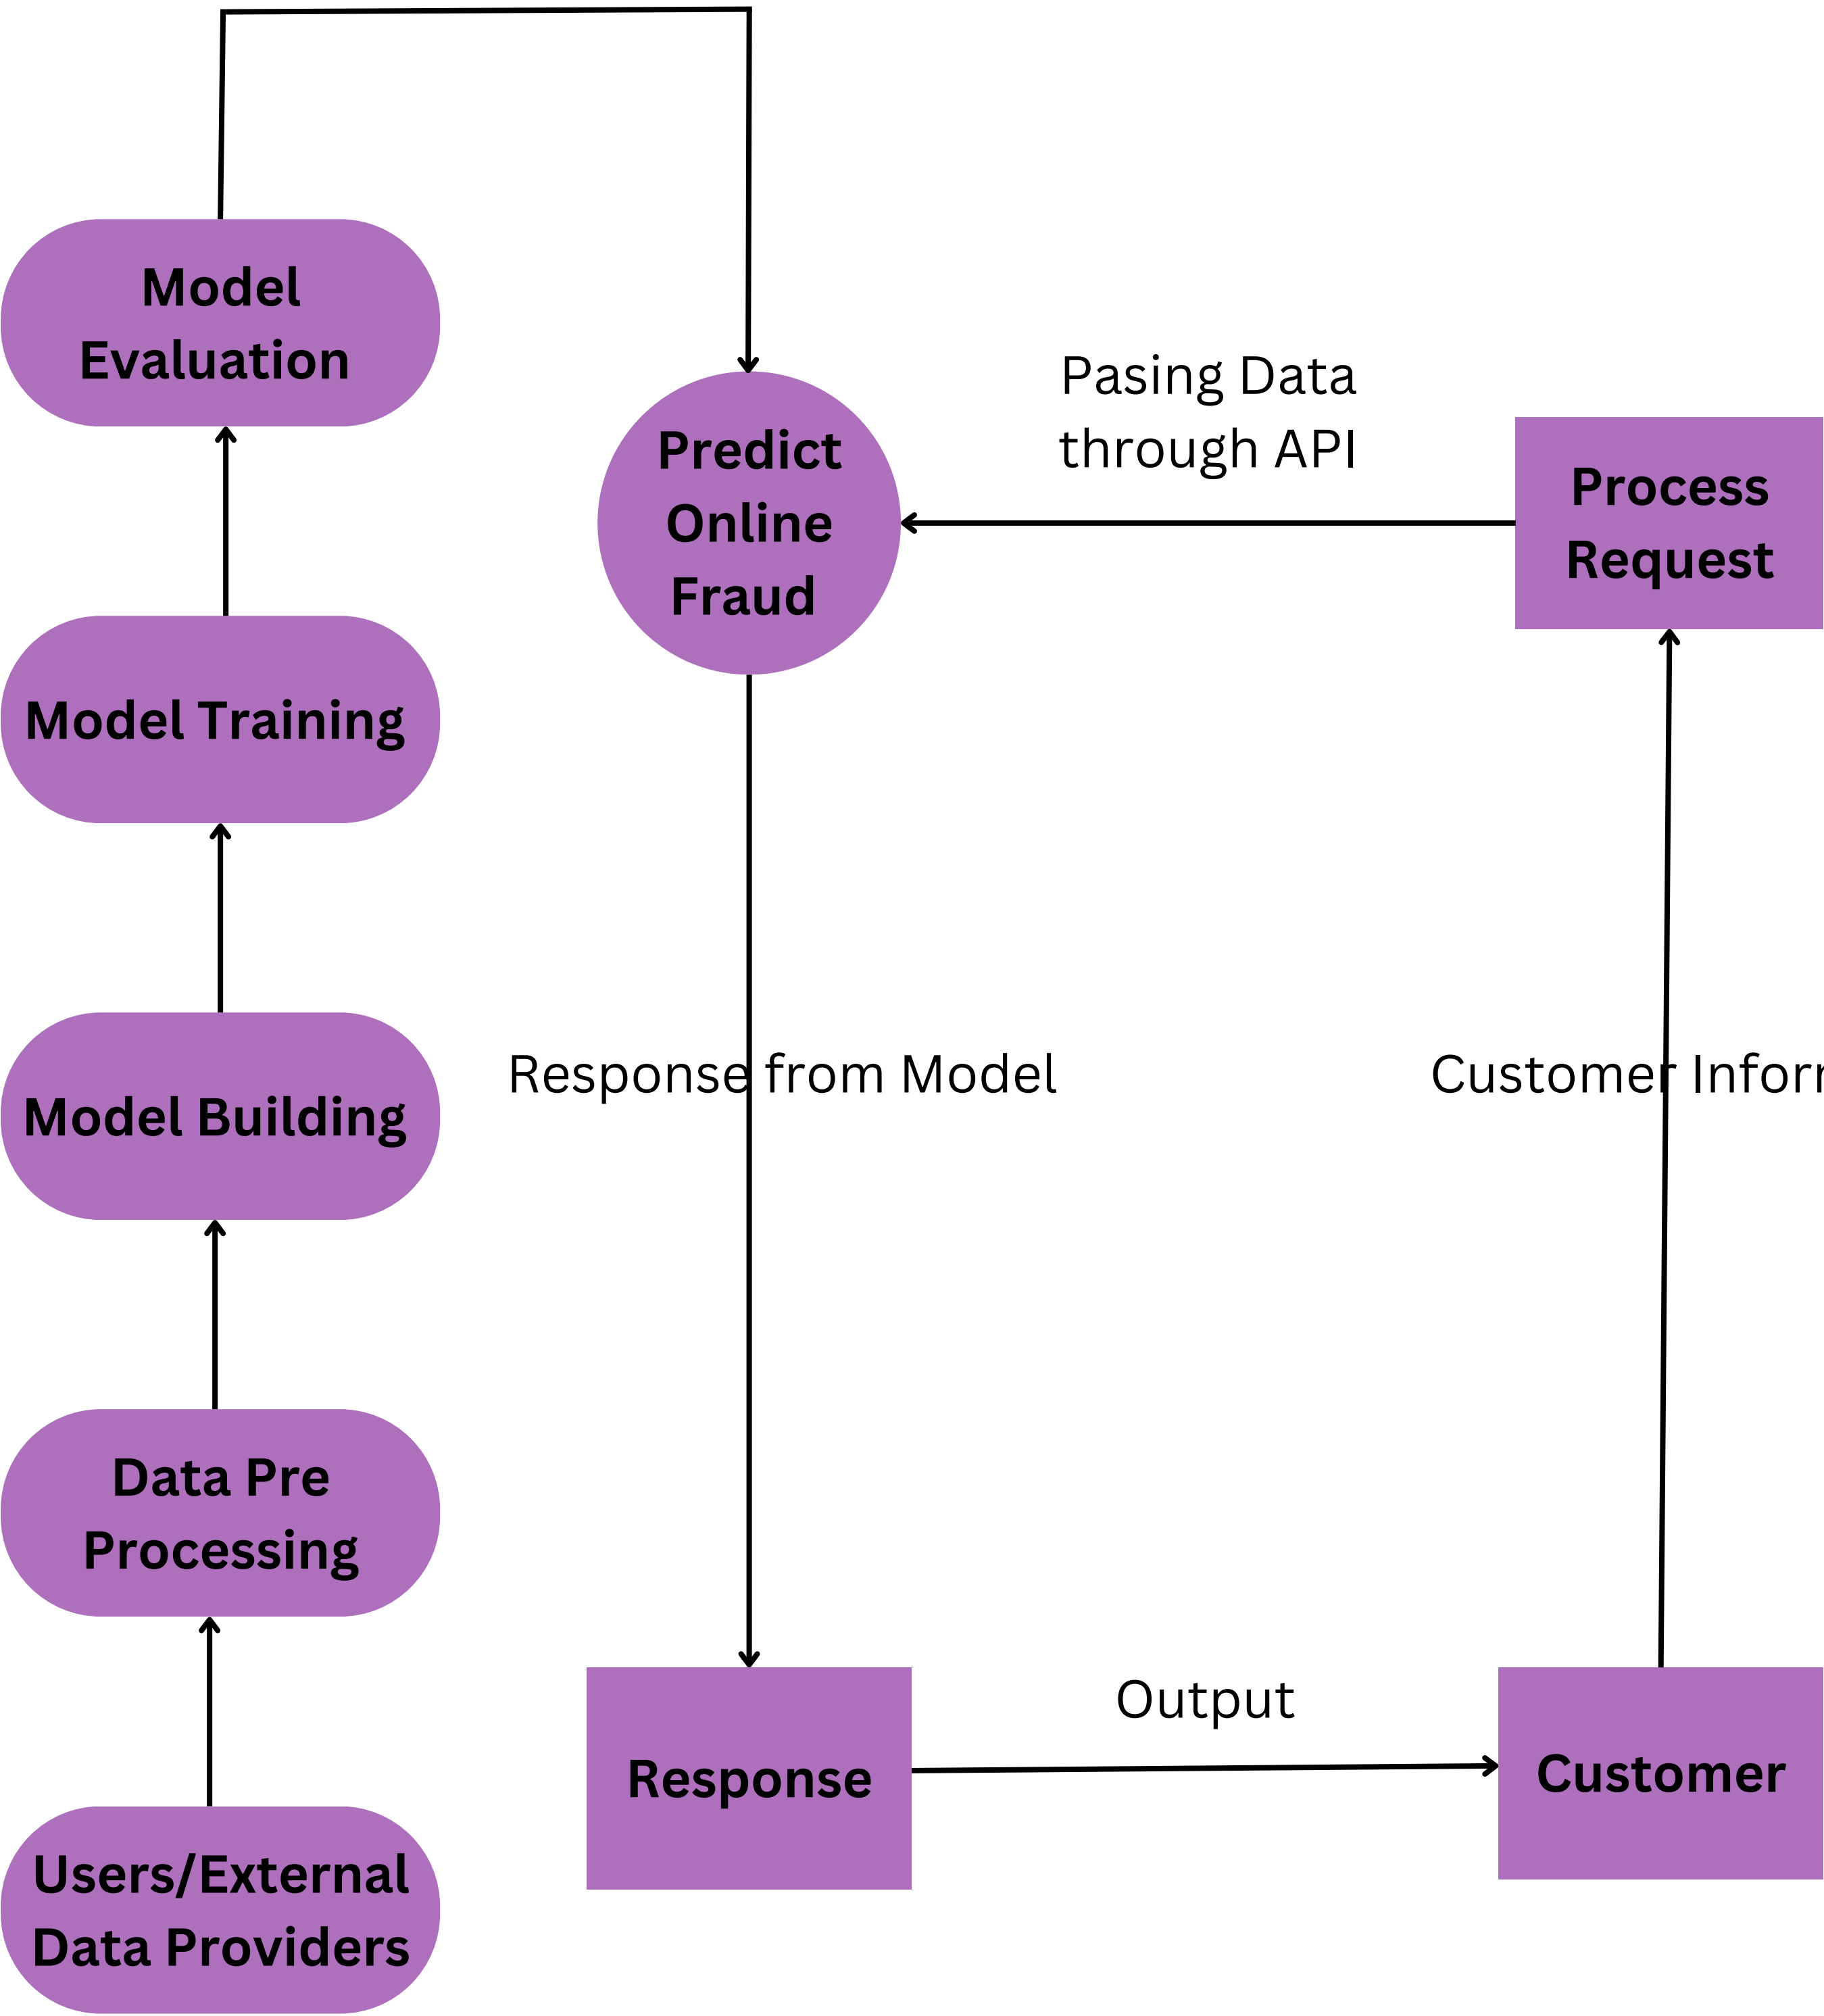 Model
Evaluation
Model Training
Model Building
Data Pre
Processing
Users/External
Data Providers
Predict
Online
Fraud
Pasing Data
through API
Process
Request
Response from Model
Customer
Response
Output
Customer